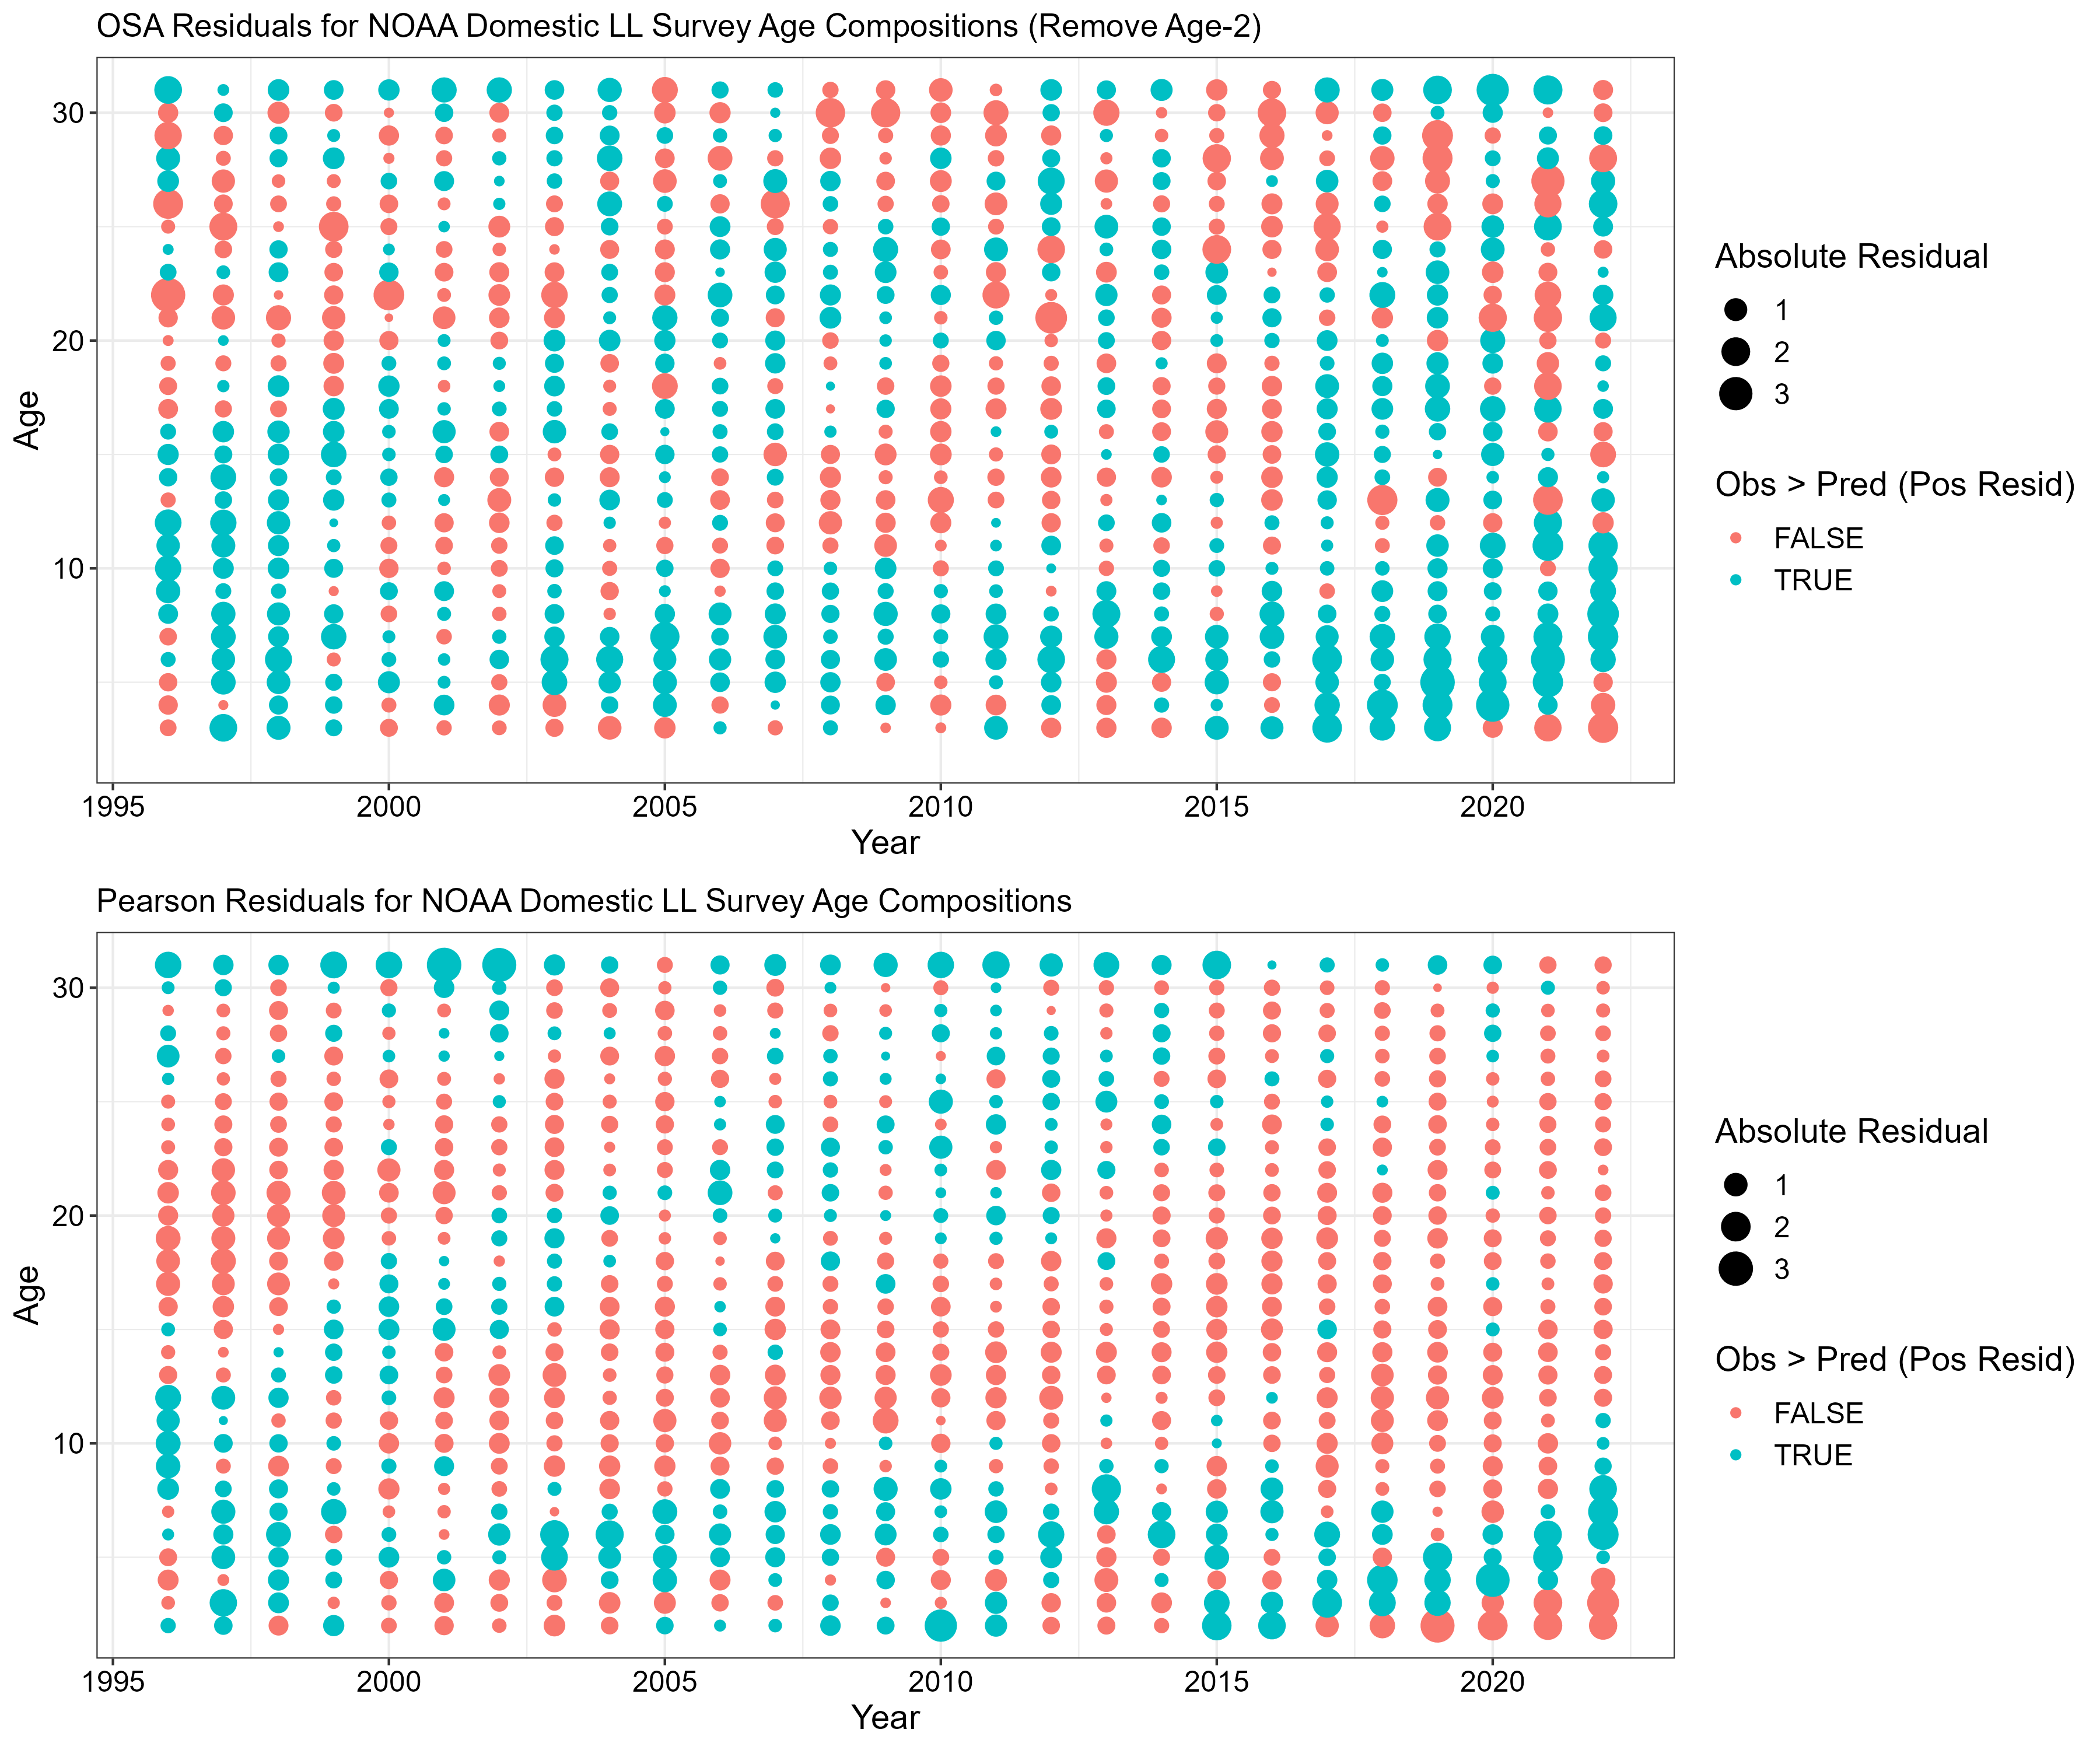 OSA Residuals for NOAA Domestic LL Survey Age Compositions (Remove Age-2)
30
20
10
Age
1995 2000 2005 2010 2015 2020
Year
Absolute Residual
1
2
3
Obs > Pred (Pos Resid)
FALSE
TRUE
Pearson Residuals for NOAA Domestic LL Survey Age Compositions
30
20
10
Age
1995 2000 2005 2010 2015 2020
Year
Absolute Residual
1
2
3
Obs > Pred (Pos Resid)
FALSE
TRUE